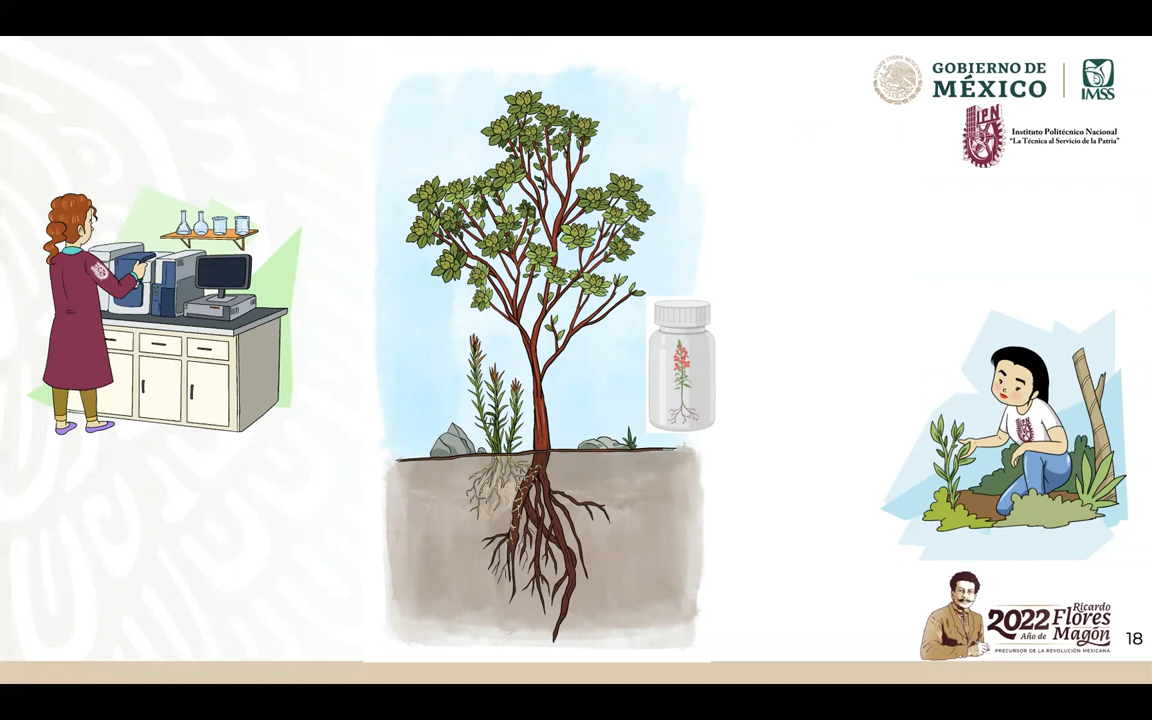 GOBIERNO DE
MÉXICO
IMSS
IPN
Instituto Politécnico Nacional
"La Técnica al Servicio de la Patria"
2022 Ricardo
Año de Flores
Magón
PRECURSOR DE LA REVOLUCIÓN MEXICANA
18